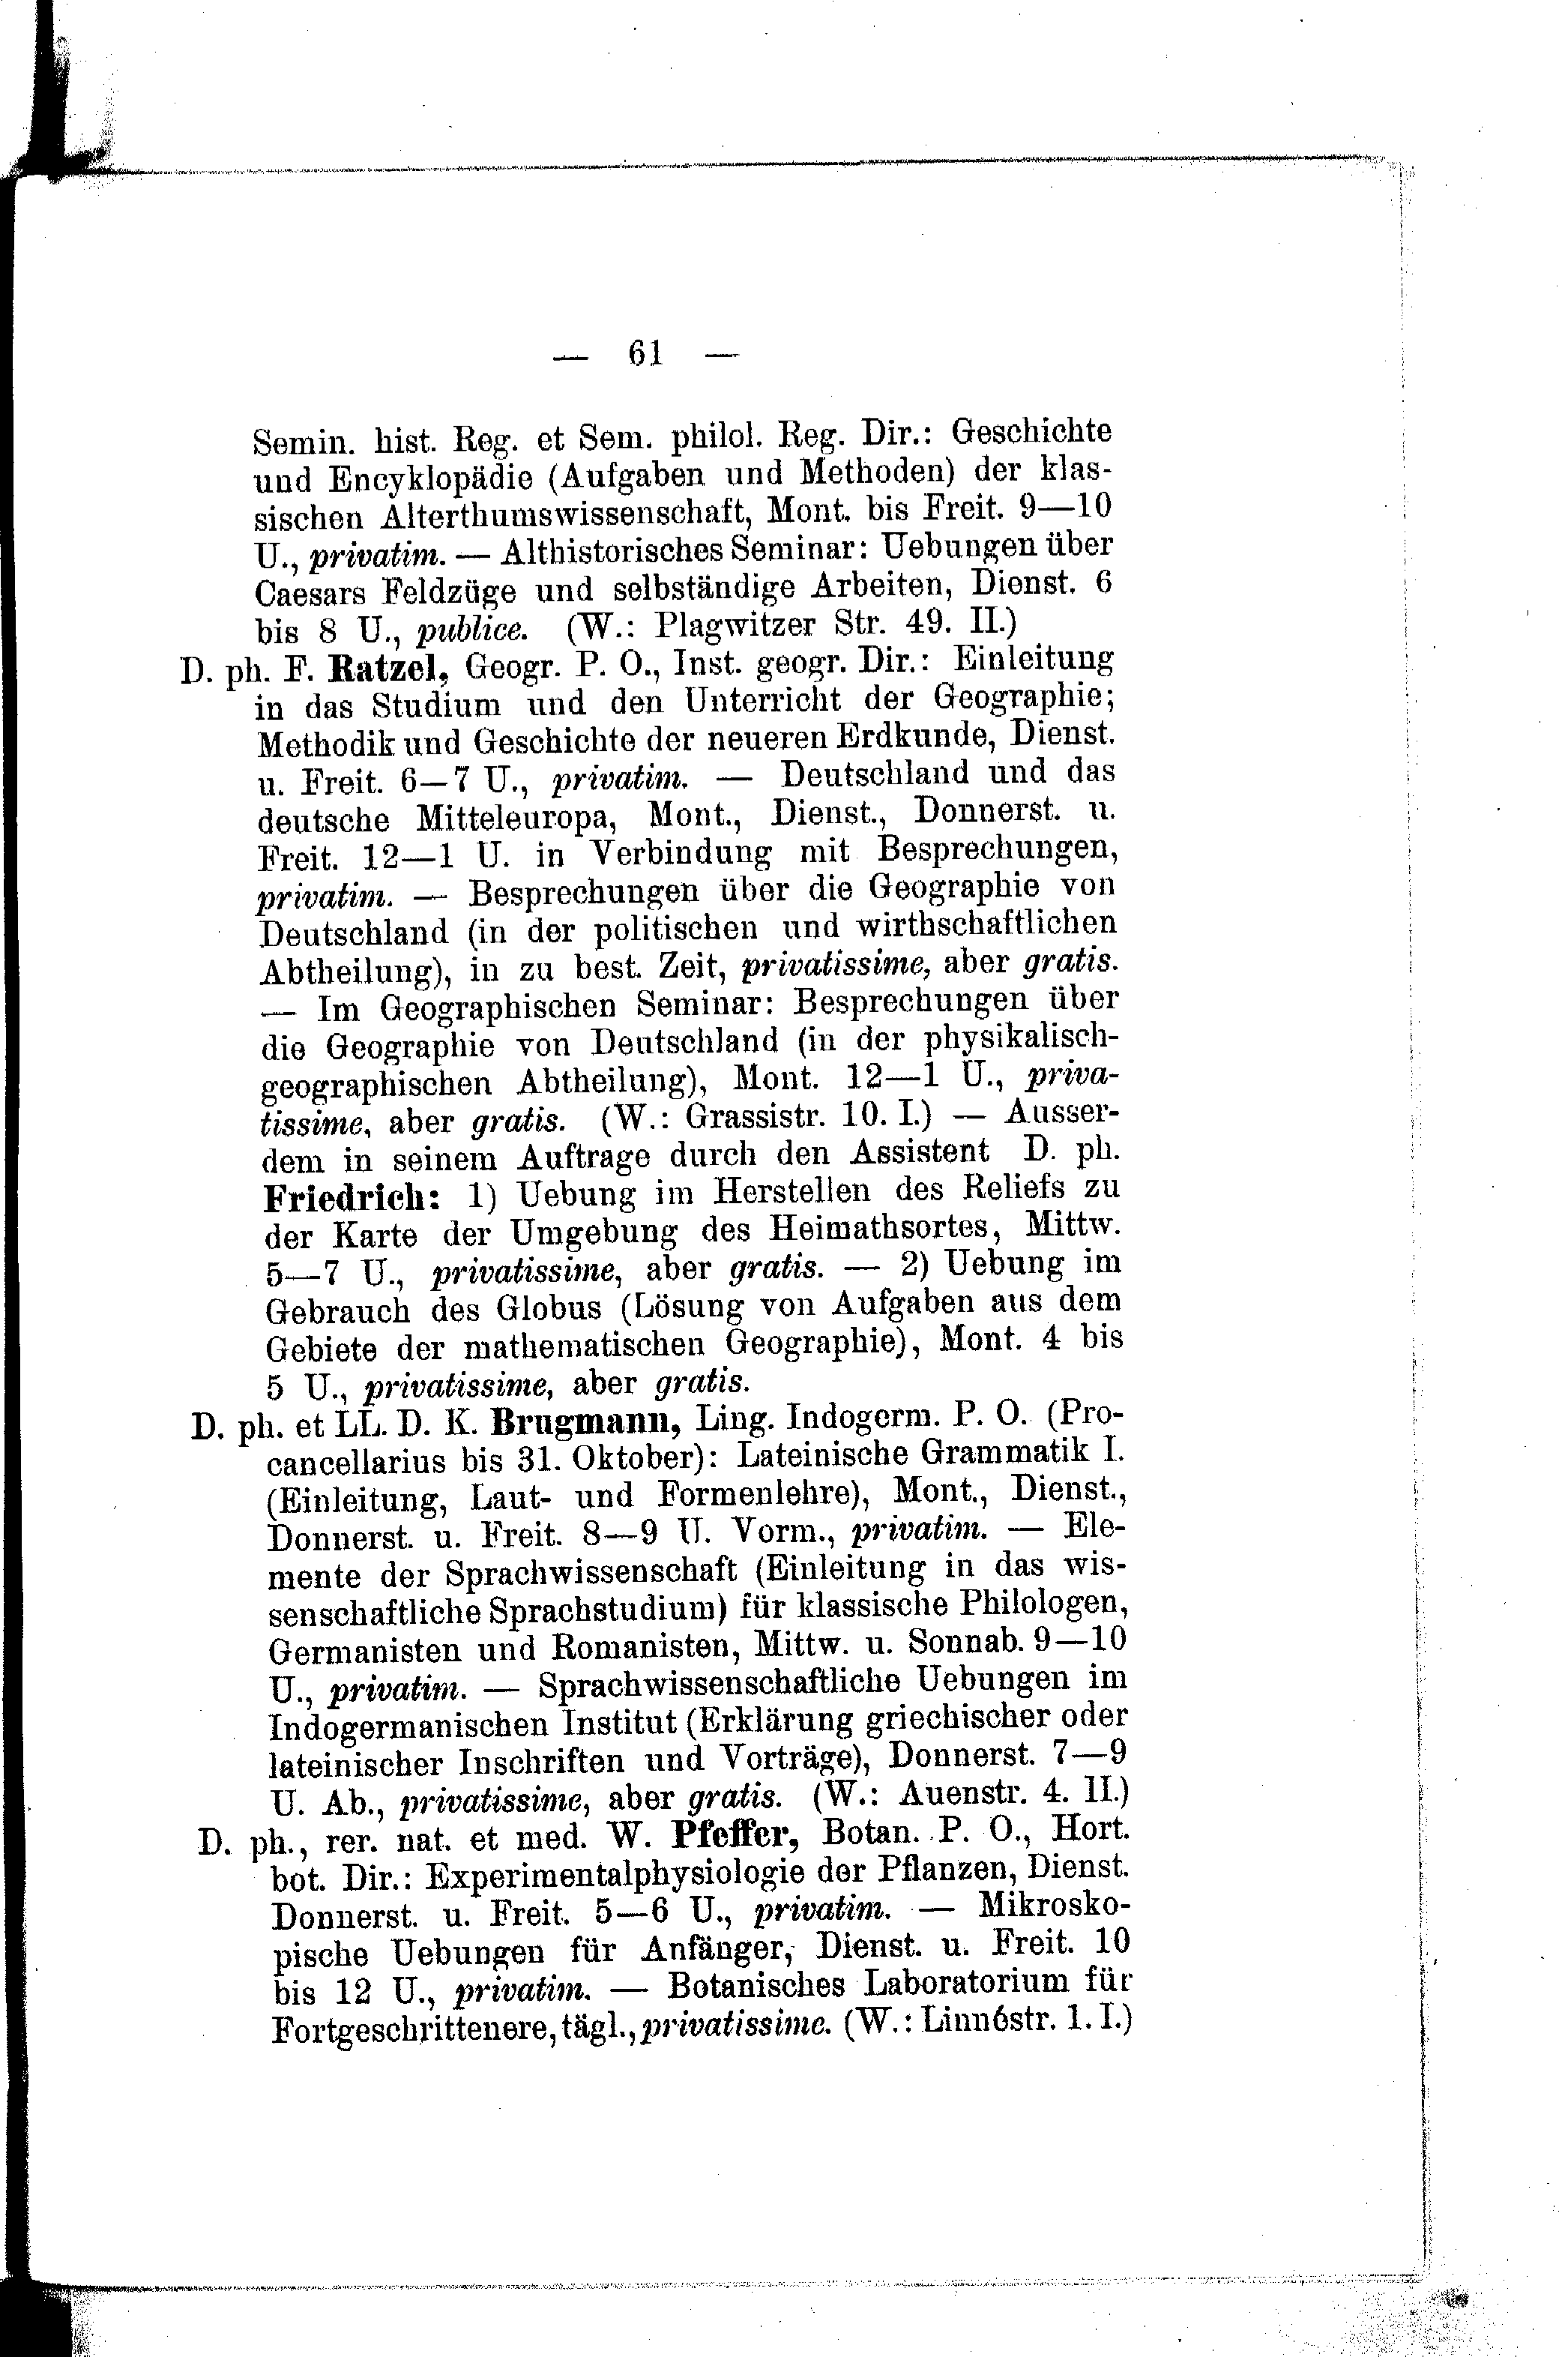 — 61 —
Semin. hist. Reg. et Sem. philol. Reg. Dir.: Geschichte
und Encyklopädie (Aufgaben und Methoden) der klas-
sischen Alterthumswissenschaft, Mont. bis Freit. 9—10
U., privatim. — Althistorisches Seminar: Uebungen über
Caesars Feldzüge und selbständige Arbeiten, Dienst. 6
bis 8 U., publice. (W.: Plagwitzer Str. 49. II.)
D. ph. F. Ratzel, Geogr. P. O., Inst. geogr. Dir.: Einleitung
in das Studium und den Unterricht der Geographie;
Methodik und Geschichte der neueren Erdkunde, Dienst.
u. Freit. 6—7 U., privatim. — Deutschland und das
deutsche Mitteleuropa, Mont., Dienst., Donnerst. u.
Freit. 12—1 U. in Verbindung mit Besprechungen,
privatim. — Besprechungen über die Geographie von
Deutschland (in der politischen und wirthschaftlichen
Abtheilung), in zu best. Zeit, privatissime, aber gratis.
— Im Geographischen Seminar: Besprechungen über
die Geographie von Deutschland (in der physikalisch-
geographischen Abtheilung), Mont. 12—1 U., priva-
tissime, aber gratis. (W.: Grassistr. 10. I.) — Ausser-
dem in seinem Auftrage durch den Assistent D. ph.
Friedrich: 1) Uebung im Herstellen des Reliefs zu
der Karte der Umgebung des Heimathsortes, Mittw.
5—7 U., privatissime, aber gratis. — 2) Uebung im
Gebrauch des Globus (Lösung von Aufgaben aus dem
Gebiete der mathematischen Geographie), Mont. 4 bis
5 U., privatissime, aber gratis.
D. ph. et LL. D. K. Brugmann, Ling. Indogerm. P. O. (Pro-
cancellarius bis 31. Oktober): Lateinische Grammatik I.
(Einleitung, Laut- und Formenlehre), Mont., Dienst.,
Donnerst. u. Freit. 8—9 U. Vorm., privatim. — Ele-
mente der Sprachwissenschaft (Einleitung in das wis-
senschaftliche Sprachstudium) für klassische Philologen,
Germanisten und Romanisten, Mittw. u. Sonnab. 9—10
U., privatim. — Sprachwissenschaftliche Uebungen im
Indogermanischen Institut (Erklärung griechischer oder
lateinischer Inschriften und Vorträge), Donnerst. 7—9
U. Ab., privatissime, aber gratis. (W.: Auenstr. 4. II.)
D. ph., rer. nat. et med. W. Pfeffer, Botan. P. O., Hort.
bot. Dir.: Experimentalphysiologie der Pflanzen, Dienst.
Donnerst. u. Freit. 5—6 U., privatim. — Mikrosko-
pische Uebungen für Anfänger, Dienst. u. Freit. 10
bis 12 U., privatim. — Botanisches Laboratorium für
Fortgeschrittenere, tägl., privatissime. (W.: Linnéstr. 1. I.)